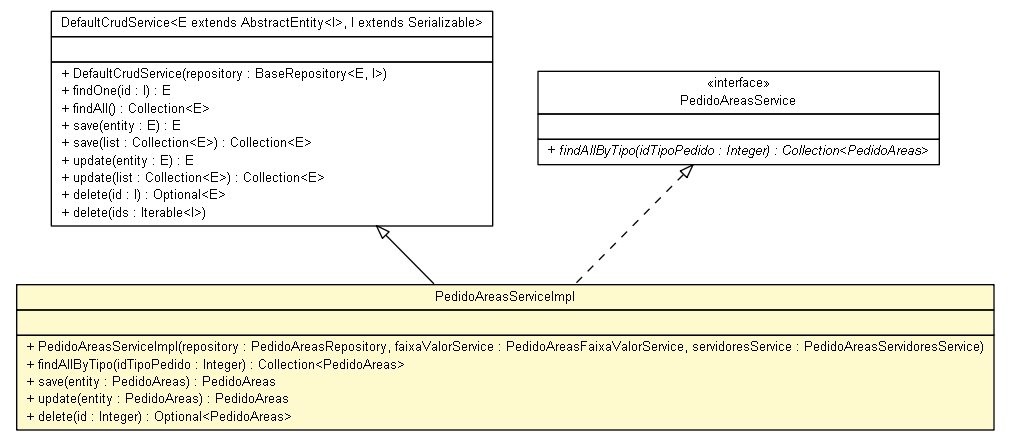 DefaultCrudService<E extends AbstractEntity<I>, I extends Serializable>
+ DefaultCrudService(repository : BaseRepository<E, I>)
+ findOne(id : I) : E
+ findAll() : Collection<E>
+ save(entity : E) : E
+ save(list : Collection<E>) : Collection<E>
+ update(entity : E) : E
+ update(list : Collection<E>) : Collection<E>
+ delete(id : I) : Optional<E>
+ delete(ids : Iterable<I>)
«interface»
PedidoAreasService
+ findAllByTipo(idTipoPedido : Integer) : Collection<PedidoAreas>
PedidoAreasServiceImpl
+ PedidoAreasServiceImpl(repository : PedidoAreasRepository, faixaValorService : PedidoAreasFaixaValorService, servidoresService : PedidoAreasServidoresService)
+ findAllByTipo(idTipoPedido : Integer) : Collection<PedidoAreas>
+ save(entity : PedidoAreas) : PedidoAreas
+ update(entity : PedidoAreas) : PedidoAreas
+ delete(id : Integer) : Optional<PedidoAreas>